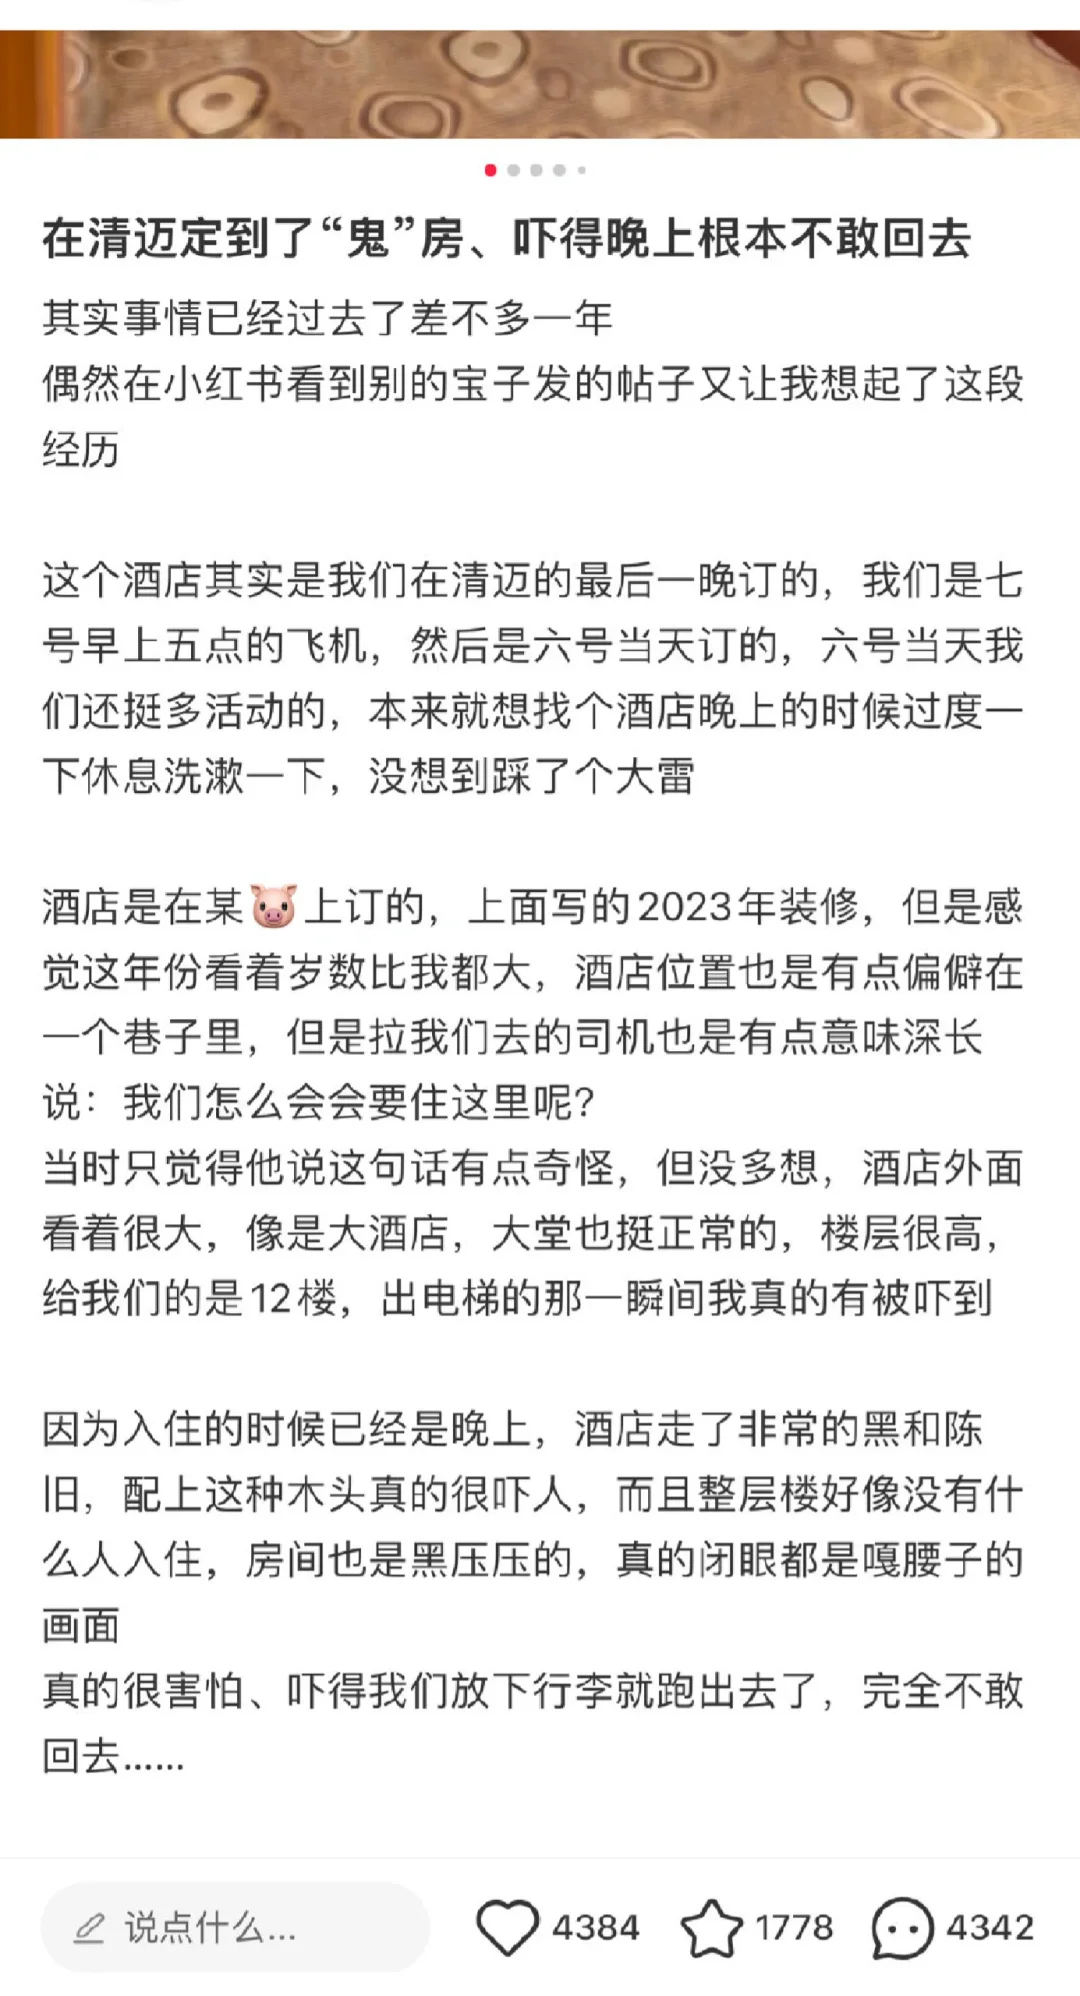 在清迈定到了“鬼”房、吓得晚上根本不敢回去
其实事情已经过去了差不多一年
偶然在小红书看到别的宝子发的帖子又让我想起了这段
经历
这个酒店其实是我们在清迈的最后一晚订的，我们是七
号早上五点的飞机，然后是六号当天订的，六号当天我
们还挺多活动的，本来就想找个酒店晚上的时候过度一
下休息洗漱一下，没想到踩了个大雷
酒店是在某🐷上订的，上面写的2023年装修，但是感
觉这年份看着岁数比我都大，酒店位置也是有点偏僻在
一个巷子里，但是拉我们去的司机也是有点意味深长
说：我们怎么会会要住这里呢？
当时只觉得他说这句话有点奇怪，但没多想，酒店外面
看着很大，像是大酒店，大堂也挺正常的，楼层很高，
给我们的是12楼，出电梯的那一瞬间我真的有被吓到
因为入住的时候已经是晚上，酒店走了非常的黑和陈
旧，配上这种木头真的很吓人，而且整层楼好像没有什
么人入住，房间也是黑压压的，真的闭眼都是嘎腰子的
画面
真的很害怕、吓得我们放下行李就跑出去了，完全不敢
回去......
说点什么... 4384 1778 4342